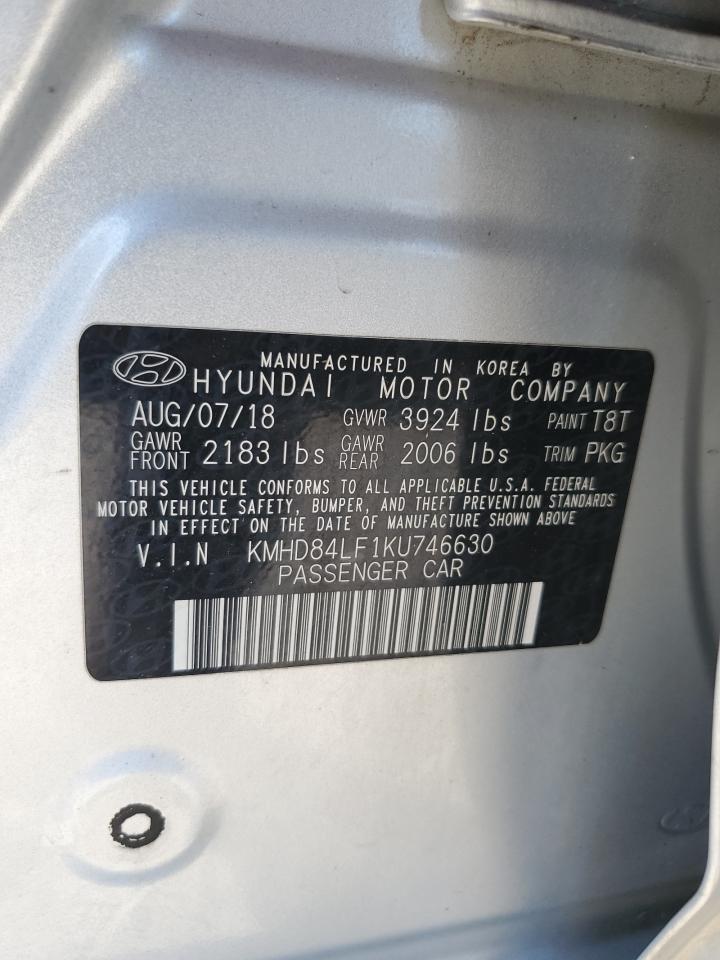 MANUFACTURED IN KOREA BY
HYUNDAI MOTOR COMPANY
AUG/07/18 GVWR 3924 lbs PAINT T8T
GAWR FRONT 2183 lbs GAWR REAR 2006 lbs TRIM PKG
THIS VEHICLE CONFORMS TO ALL APPLICABLE U.S.A. FEDERAL
MOTOR VEHICLE SAFETY, BUMPER, AND THEFT PREVENTION STANDARDS
IN EFFECT ON THE DATE OF MANUFACTURE SHOWN ABOVE
V.I.N KMHD84LF1KU746630
PASSENGER CAR